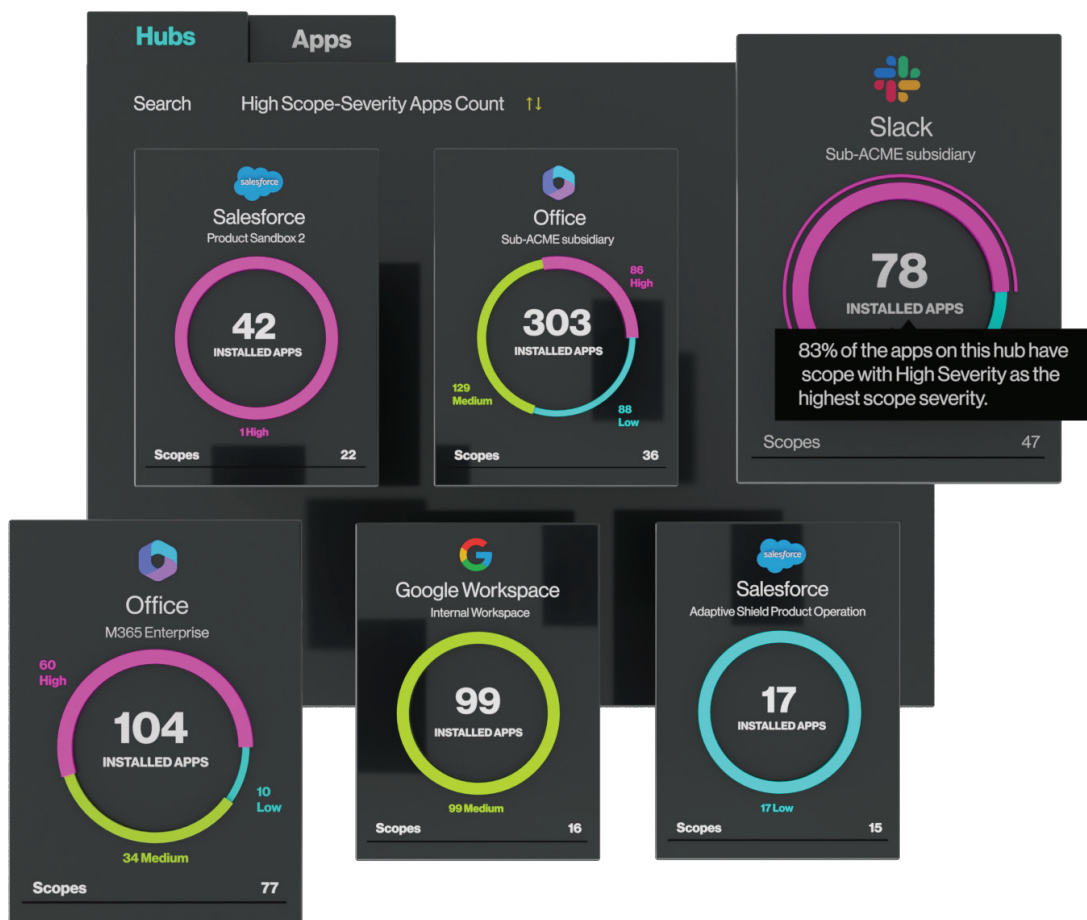 Hubs
Apps
Search
High Scope-Severity Apps Count
salesforce
Salesforce
Product Sandbox 2
42
INSTALLED APPS
1 High
Scopes 22
Office
Sub-ACME subsidiary
86
High
303
INSTALLED APPS
129
Medium
88
Low
Scopes 36
Slack
Sub-ACME subsidiary
78
INSTALLED APPS
83% of the apps on this hub have
scope with High Severity as the
highest scope severity.
Scopes 47
Office
M365 Enterprise
60
High
104
INSTALLED APPS
10
Low
34 Medium
Scopes 77
Google Workspace
Internal Workspace
99
INSTALLED APPS
99 Medium
Scopes 16
salesforce
Salesforce
Adaptive Shield Product Operation
17
INSTALLED APPS
17 Low
Scopes 15